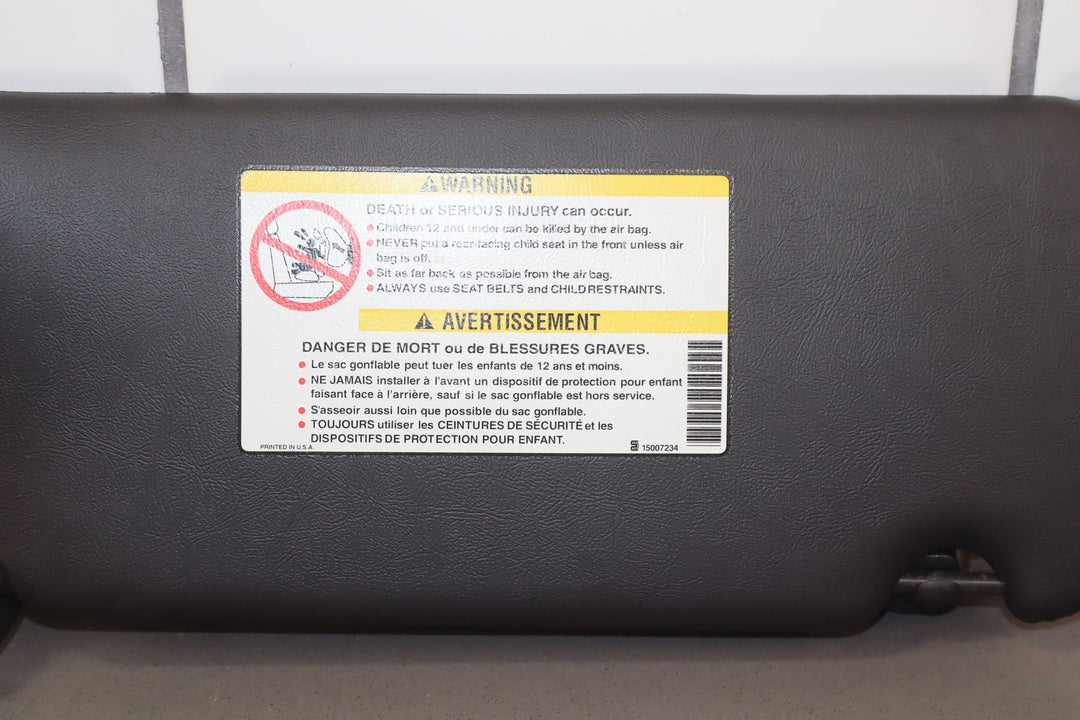 ⚠WARNING
DEATH or SERIOUS INJURY can occur.
• Children 12 and under can be killed by the air bag.
• NEVER put a rear-facing child seat in the front unless air
bag is off.
• Sit as far back as possible from the air bag.
• ALWAYS use SEAT BELTS and CHILD RESTRAINTS.
⚠ AVERTISSEMENT
DANGER DE MORT ou de BLESSURES GRAVES.
• Le sac gonflable peut tuer les enfants de 12 ans et moins.
• NE JAMAIS installer à l'avant un dispositif de protection pour enfant
faisant face à l'arrière, sauf si le sac gonflable est hors service.
• S'asseoir aussi loin que possible du sac gonflable.
• TOUJOURS utiliser les CEINTURES DE SÉCURITÉ et les
DISPOSITIFS DE PROTECTION POUR ENFANT.
PRINTED IN U.S.A.
15007234